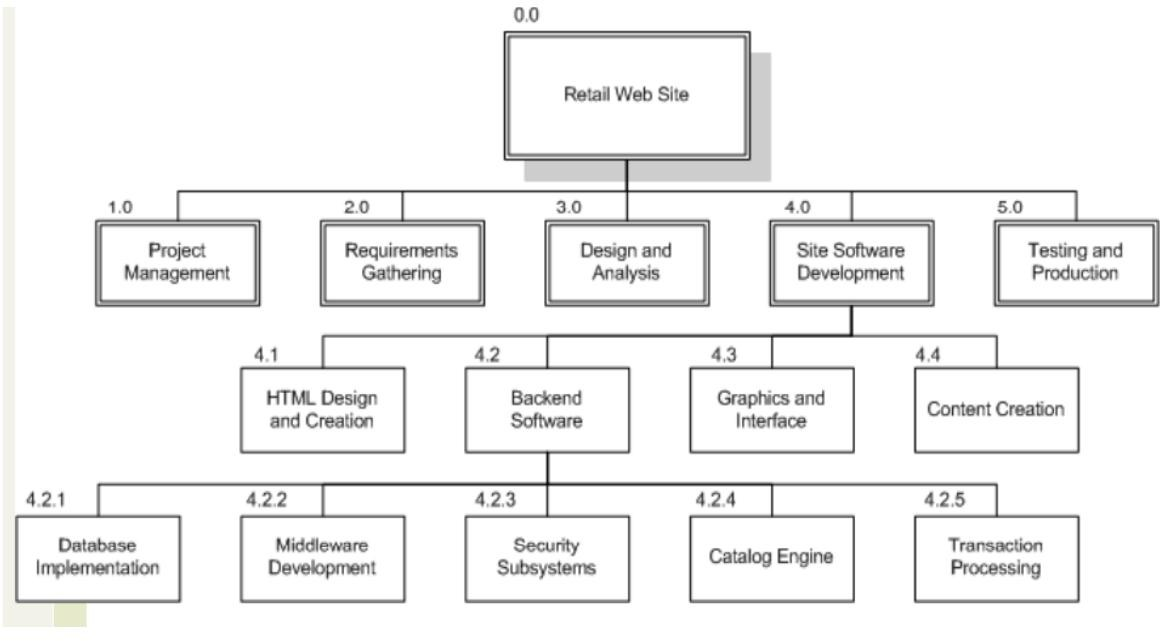 0.0
Retail Web Site
1.0
Project
Management
2.0
Requirements
Gathering
3.0
Design and
Analysis
4.0
Site Software
Development
5.0
Testing and
Production
4.1
HTML Design
and Creation
4.2
Backend
Software
4.3
Graphics and
Interface
4.4
Content Creation
4.2.1
Database
Implementation
4.2.2
Middleware
Development
4.2.3
Security
Subsystems
4.2.4
Catalog Engine
4.2.5
Transaction
Processing